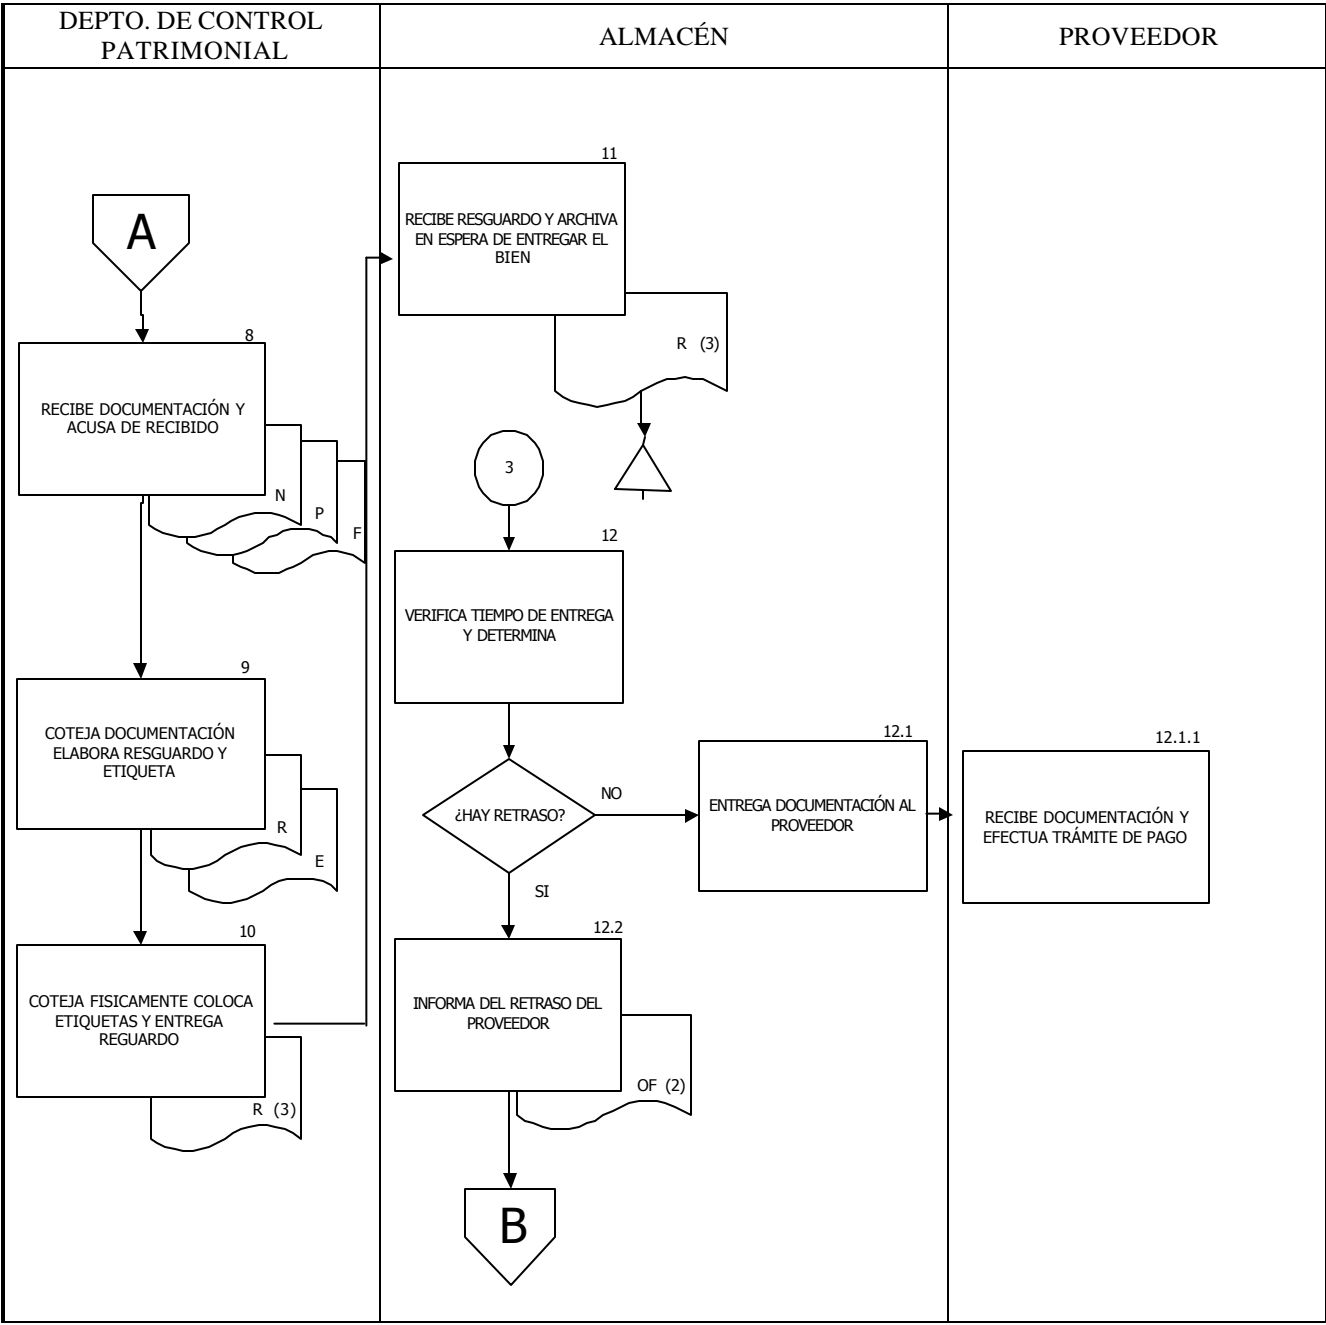 DEPTO. DE CONTROL
PATRIMONIAL
ALMACÉN
PROVEEDOR
A
8
RECIBE DOCUMENTACIÓN Y
ACUSA DE RECIBIDO
N
P
F
9
COTEJA DOCUMENTACIÓN
ELABORA RESGUARDO Y
ETIQUETA
R
E
10
COTEJA FISICAMENTE COLOCA
ETIQUETAS Y ENTREGA
REGUARDO
R (3)
11
RECIBE RESGUARDO Y ARCHIVA
EN ESPERA DE ENTREGAR EL
BIEN
R (3)
3
12
VERIFICA TIEMPO DE ENTREGA
Y DETERMINA
¿HAY RETRASO?
NO
SI
12.1
ENTREGA DOCUMENTACIÓN AL
PROVEEDOR
12.1.1
RECIBE DOCUMENTACIÓN Y
EFECTUA TRÁMITE DE PAGO
12.2
INFORMA DEL RETRASO DEL
PROVEEDOR
OF (2)
B